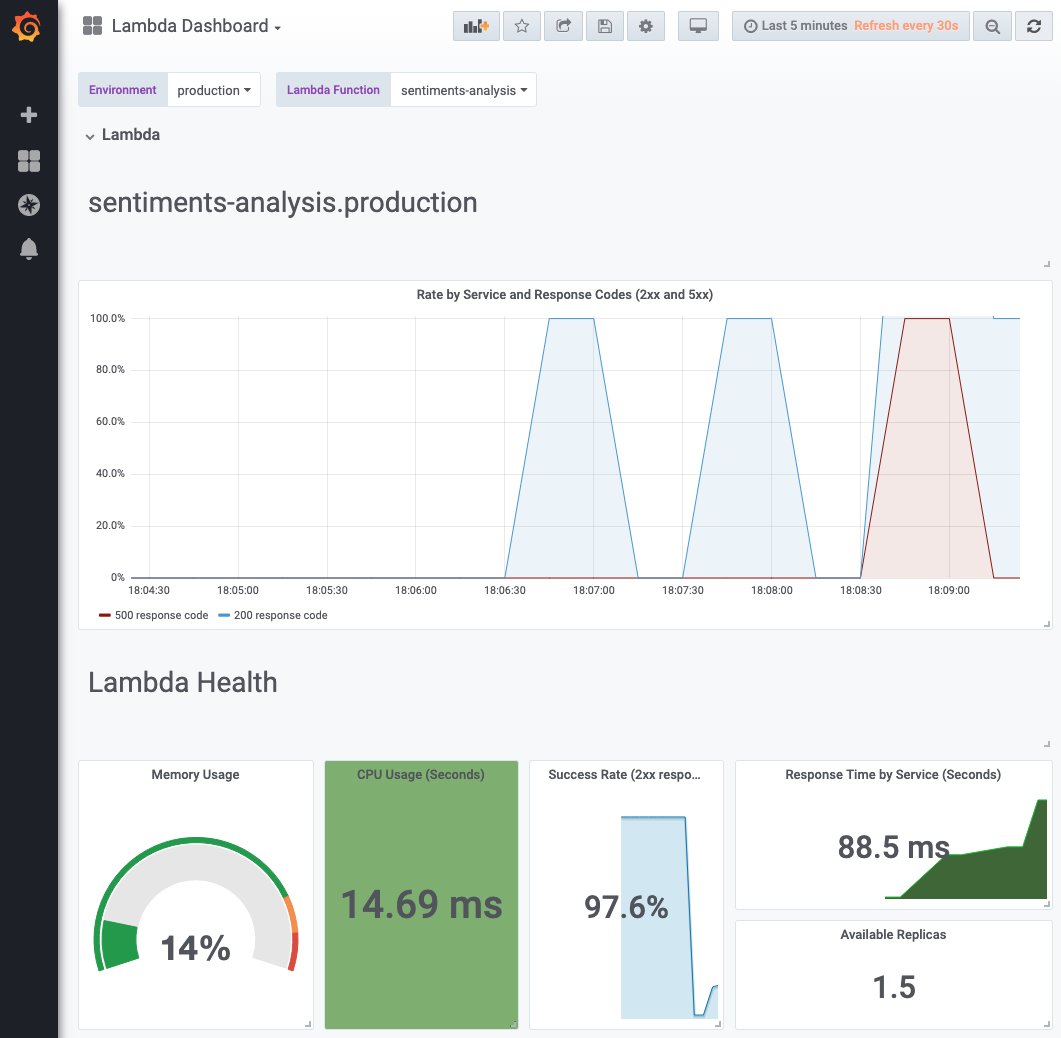 Lambda Dashboard
Last 5 minutes Refresh every 30s
Environment production Lambda Function sentiments-analysis
Lambda
sentiments-analysis.production
Rate by Service and Response Codes (2xx and 5xx)
100.0%
80.0%
60.0%
40.0%
20.0%
0%
18:04:30 18:05:00 18:05:30 18:06:00 18:06:30 18:07:00 18:07:30 18:08:00 18:08:30 18:09:00
500 response code 200 response code
Lambda Health
Memory Usage
14%
CPU Usage (Seconds)
14.69 ms
Success Rate (2xx respo...
97.6%
Response Time by Service (Seconds)
88.5 ms
Available Replicas
1.5